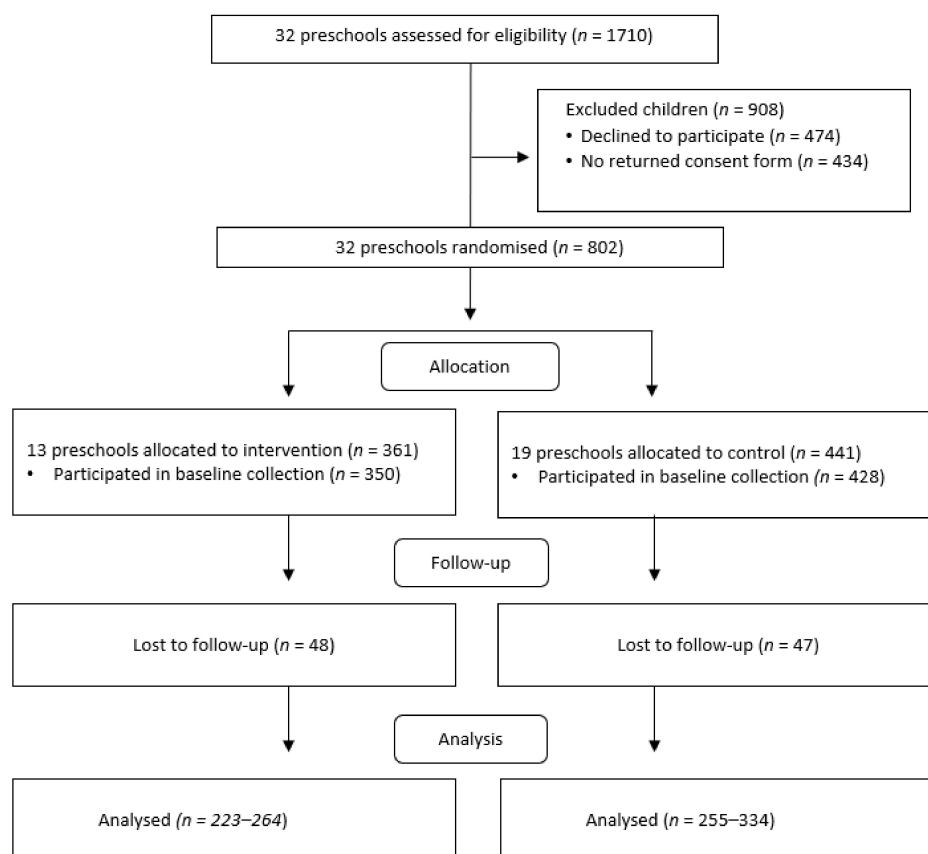 32 preschools assessed for eligibility (n = 1710)
Excluded children (n = 908)
• Declined to participate (n = 474)
• No returned consent form (n = 434)
32 preschools randomised (n = 802)
Allocation
13 preschools allocated to intervention (n = 361)
• Participated in baseline collection (n = 350)
19 preschools allocated to control (n = 441)
• Participated in baseline collection (n = 428)
Follow-up
Lost to follow-up (n = 48)
Lost to follow-up (n = 47)
Analysis
Analysed (n = 223–264)
Analysed (n = 255–334)